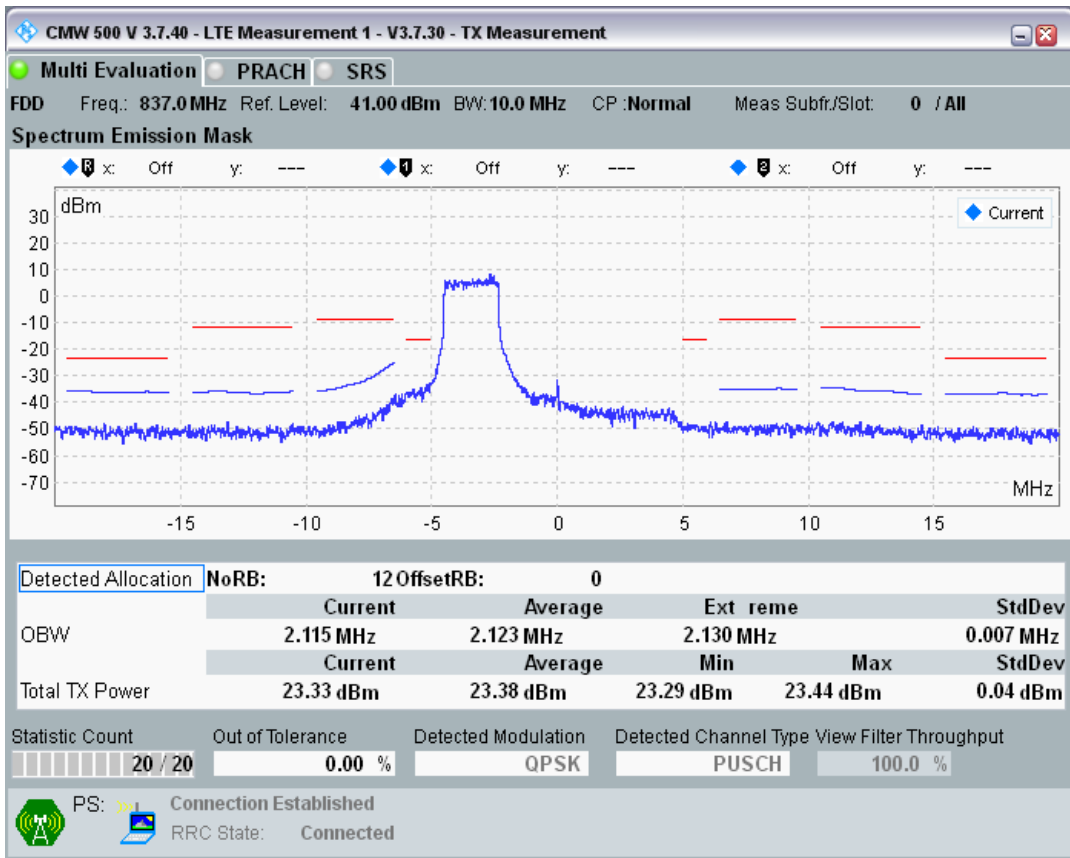 CMW 500 V 3.7.40 - LTE Measurement 1 - V3.7.30 - TX Measurement
Multi Evaluation PRACH SRS
FDD Freq.: 837.0 MHz Ref. Level: 41.00 dBm BW: 10.0 MHz CP :Normal Meas Subfr./Slot: 0 / All
Spectrum Emission Mask
R x: Off y: --- 1 x: Off y: --- 2 x: Off y: ---
dBm
Current
30
20
10
0
-10
-20
-30
-40
-50
-60
-70
MHz
-15 -10 -5 0 5 10 15
Detected Allocation NoRB: 12 OffsetRB: 0
Current Average Ext reme StdDev
OBW 2.115 MHz 2.123 MHz 2.130 MHz 0.007 MHz
Current Average Min Max StdDev
Total TX Power 23.33 dBm 23.38 dBm 23.29 dBm 23.44 dBm 0.04 dBm
Statistic Count Out of Tolerance Detected Modulation Detected Channel Type View Filter Throughput
20 / 20 0.00 % QPSK PUSCH 100.0 %
PS: Connection Established
RRC State: Connected